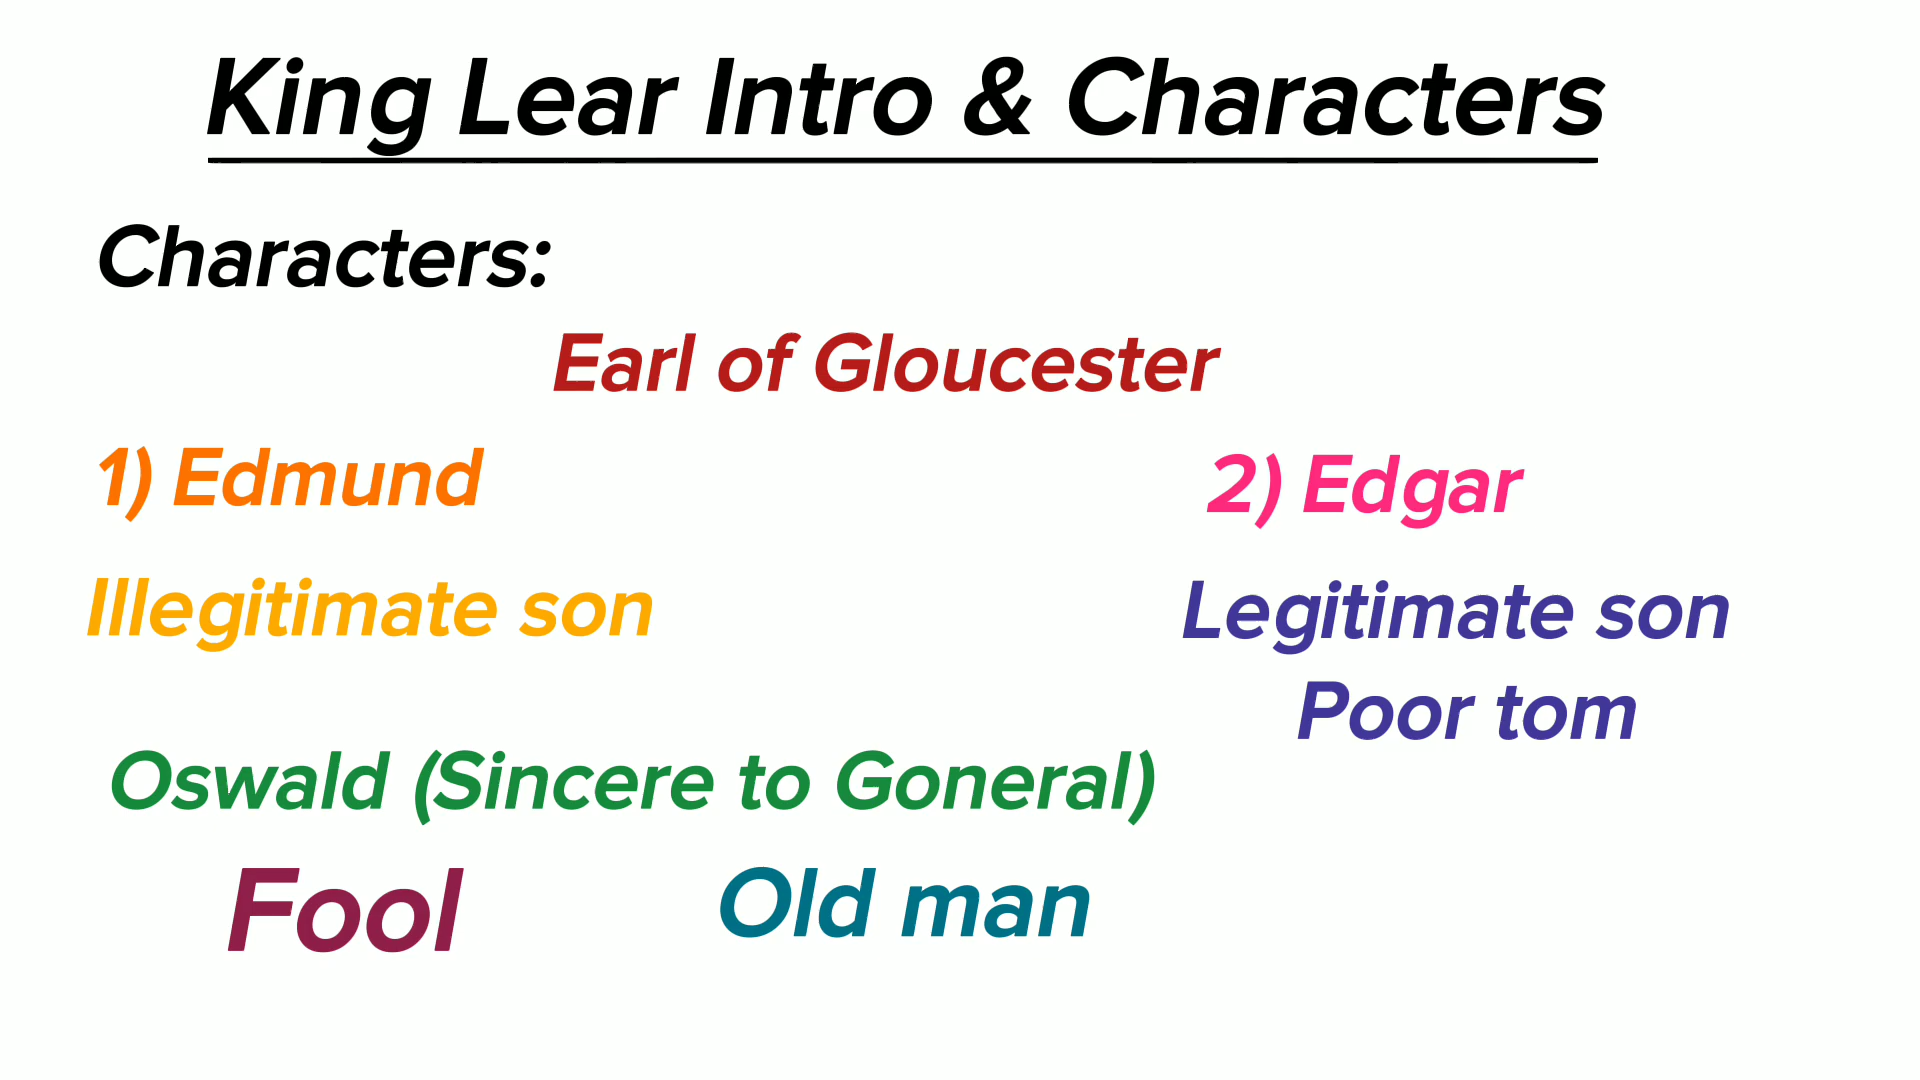 King Lear Intro & Characters
Characters:
Earl of Gloucester
1) Edmund
2) Edgar
Illegitimate son
Legitimate son
Poor tom
Oswald (Sincere to Goneral)
Fool
Old man